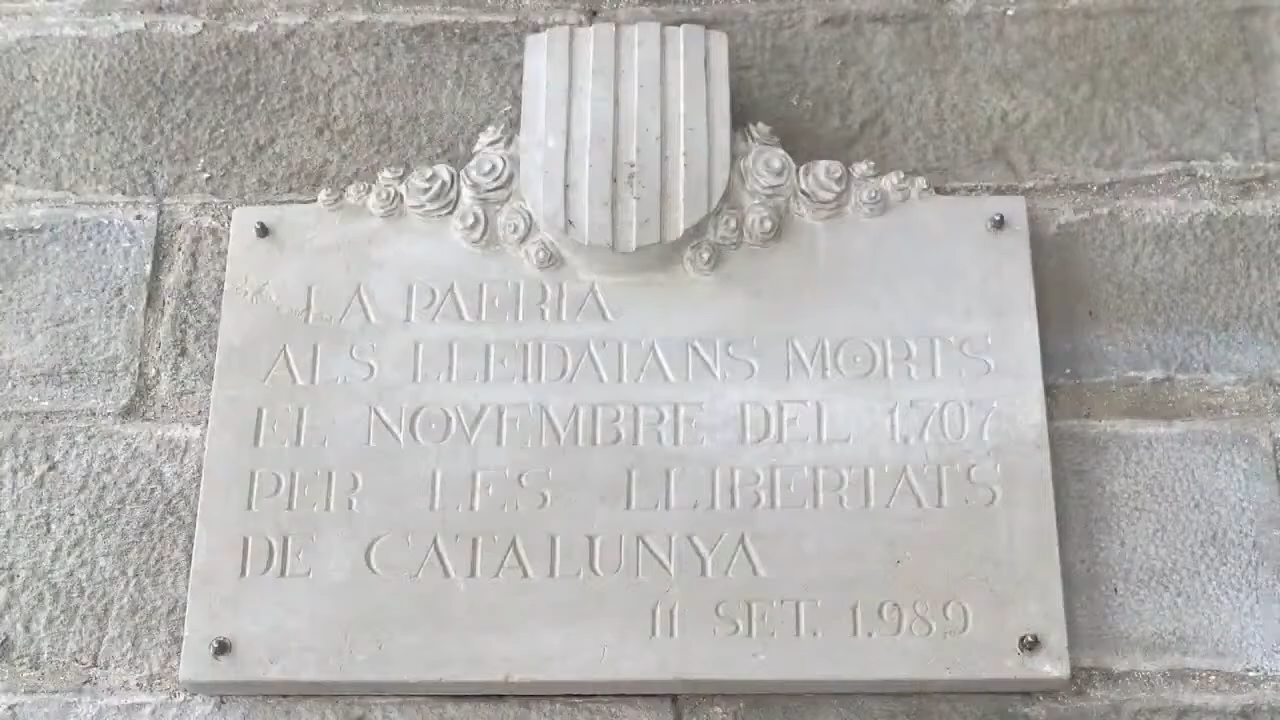 LA PAERIA
ALS LLEIDATANS MORTS
EL NOVEMBRE DEL 1.707
PER LES LLIBERTATS
DE CATALUNYA
11 SET. 1.989